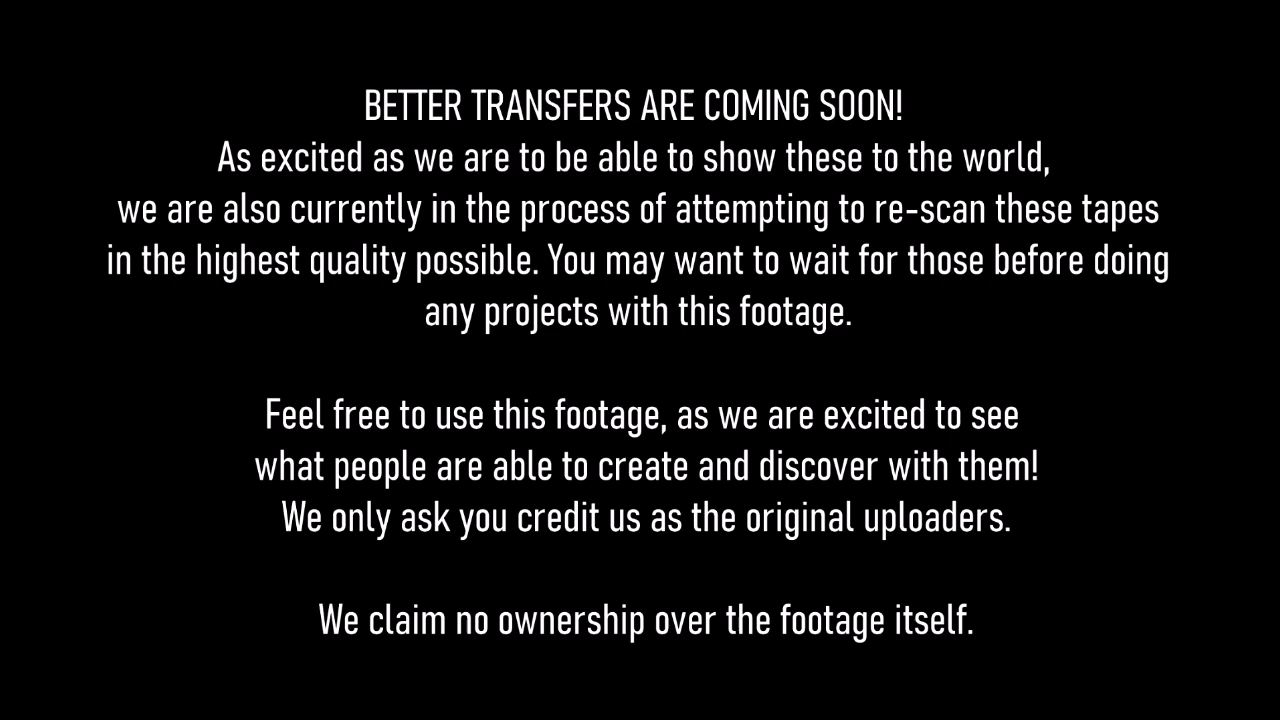 BETTER TRANSFERS ARE COMING SOON!
As excited as we are to be able to show these to the world,
we are also currently in the process of attempting to re-scan these tapes
in the highest quality possible. You may want to wait for those before doing
any projects with this footage.
Feel free to use this footage, as we are excited to see
what people are able to create and discover with them!
We only ask you credit us as the original uploaders.
We claim no ownership over the footage itself.